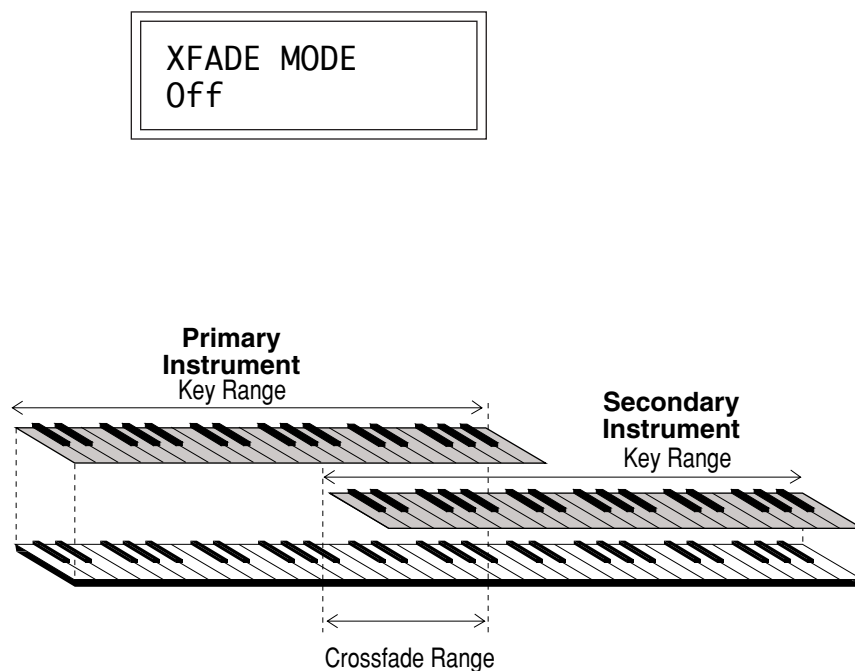 XFADE MODE
Off
Primary
Instrument
Key Range
Secondary
Instrument
Key Range
Crossfade Range